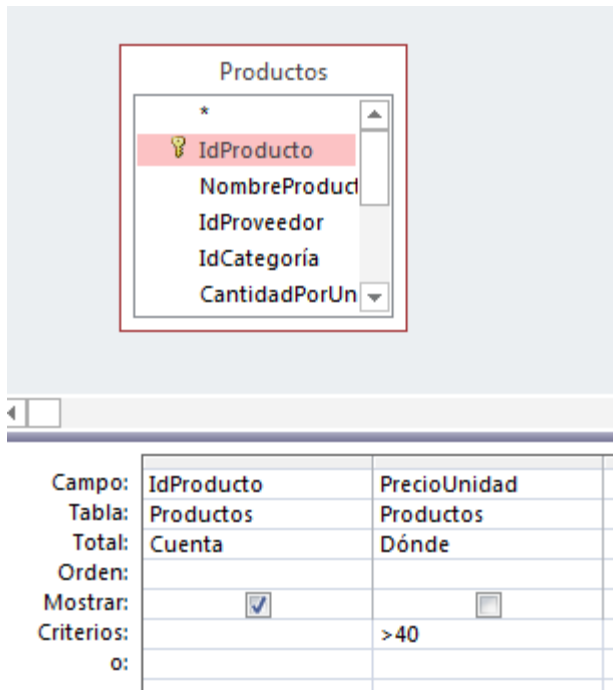 Productos
*
IdProducto
NombreProduct
IdProveedor
IdCategoría
CantidadPorUn
Campo: IdProducto PrecioUnidad
Tabla: Productos Productos
Total: Cuenta Dónde
Orden:
Mostrar:
Criterios: >40
o: